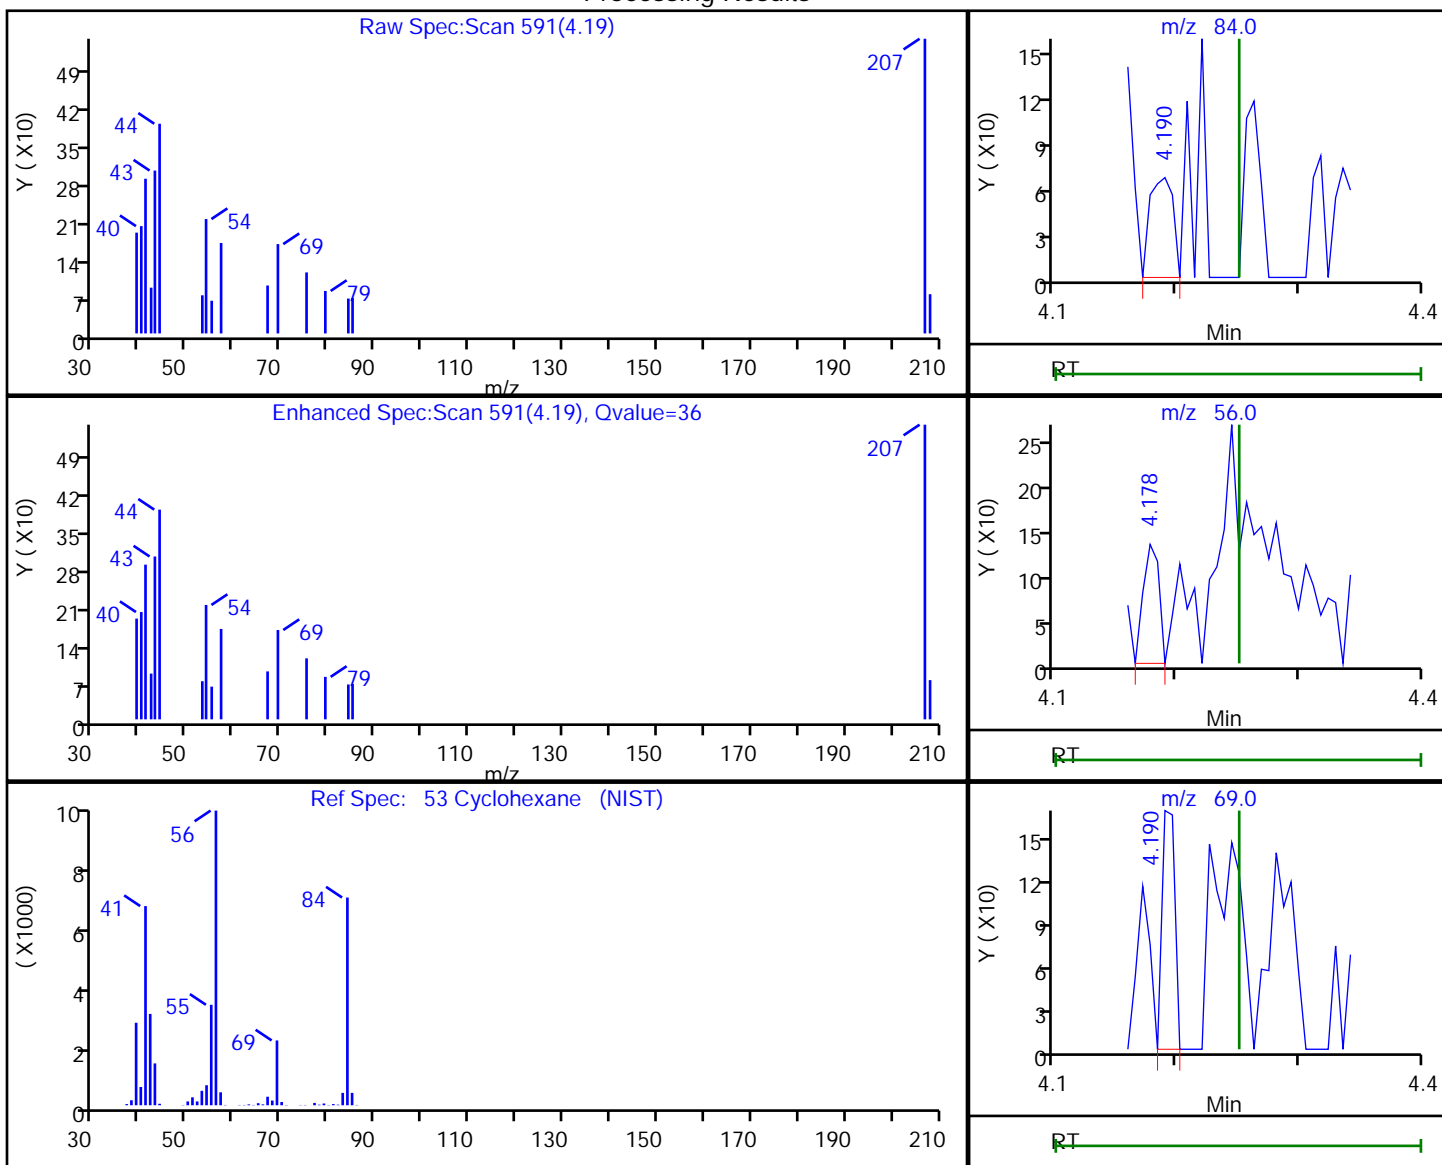 Processing Results
Raw Spec:Scan 591(4.19)
Y ( X10)
49
42
35
28
21
14
7
0
207
44
43
40
54
69
79
30 50 70 90 110 130 150 170 190 210
m/z
m/z 84.0
Y ( X10)
15
12
9
6
3
0
4.190
4.1 4.4
Min
RT
Enhanced Spec:Scan 591(4.19), Qvalue=36
Y ( X10)
49
42
35
28
21
14
7
0
207
44
43
40
54
69
79
30 50 70 90 110 130 150 170 190 210
m/z
m/z 56.0
Y ( X10)
25
20
15
10
5
0
4.178
4.1 4.4
Min
RT
Ref Spec: 53 Cyclohexane (NIST)
( X1000)
10
8
6
4
2
0
56
41
84
55
69
30 50 70 90 110 130 150 170 190 210
m/z 69.0
Y ( X10)
15
12
9
6
3
0
4.190
4.1 4.4
Min
RT